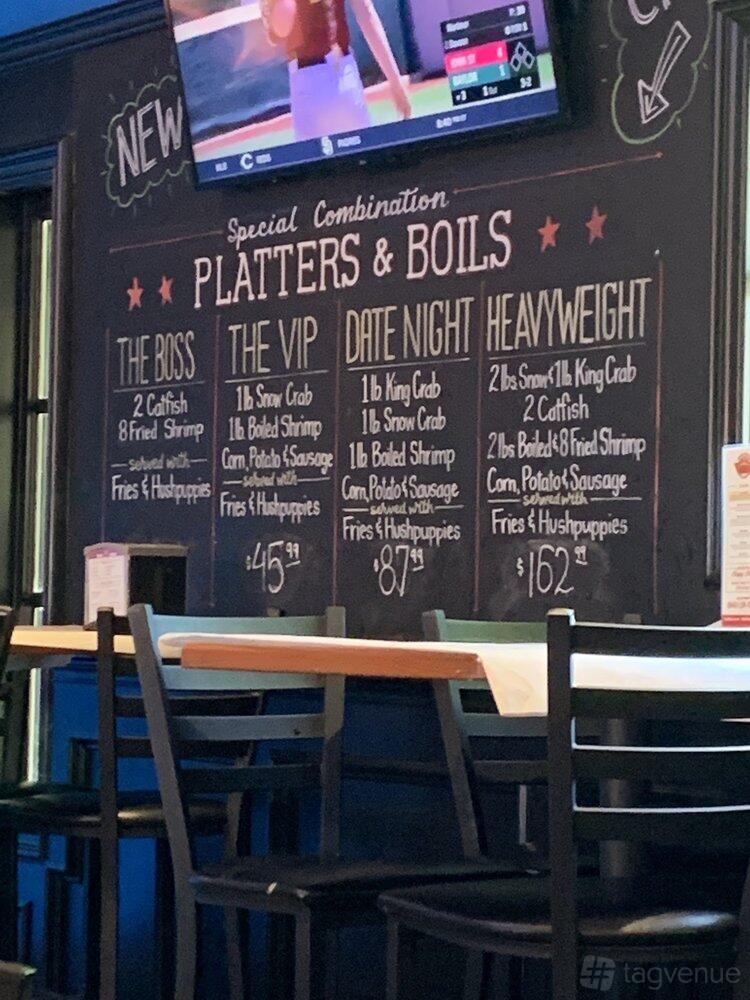 NEW
Special Combination
PLATTERS & BOILS
THE BOSS
2 Catfish
8 Fried Shrimp
served with
Fries & Hushpuppies
THE VIP
1lb Snow Crab
1lb Boiled Shrimp
Corn, Potato & Sausage
served with
Fries & Hushpuppies
$45.99
DATE NIGHT
1lb King Crab
1lb Snow Crab
1lb Boiled Shrimp
Corn, Potato & Sausage
served with
Fries & Hushpuppies
$87.99
HEAVYWEIGHT
2lbs Snow & 1lb King Crab
2 Catfish
2lbs Boiled & 8 Fried Shrimp
Corn, Potato & Sausage
served with
Fries & Hushpuppies
$162.99
BAYLOR 1
REDS
PADRES
tagvenue